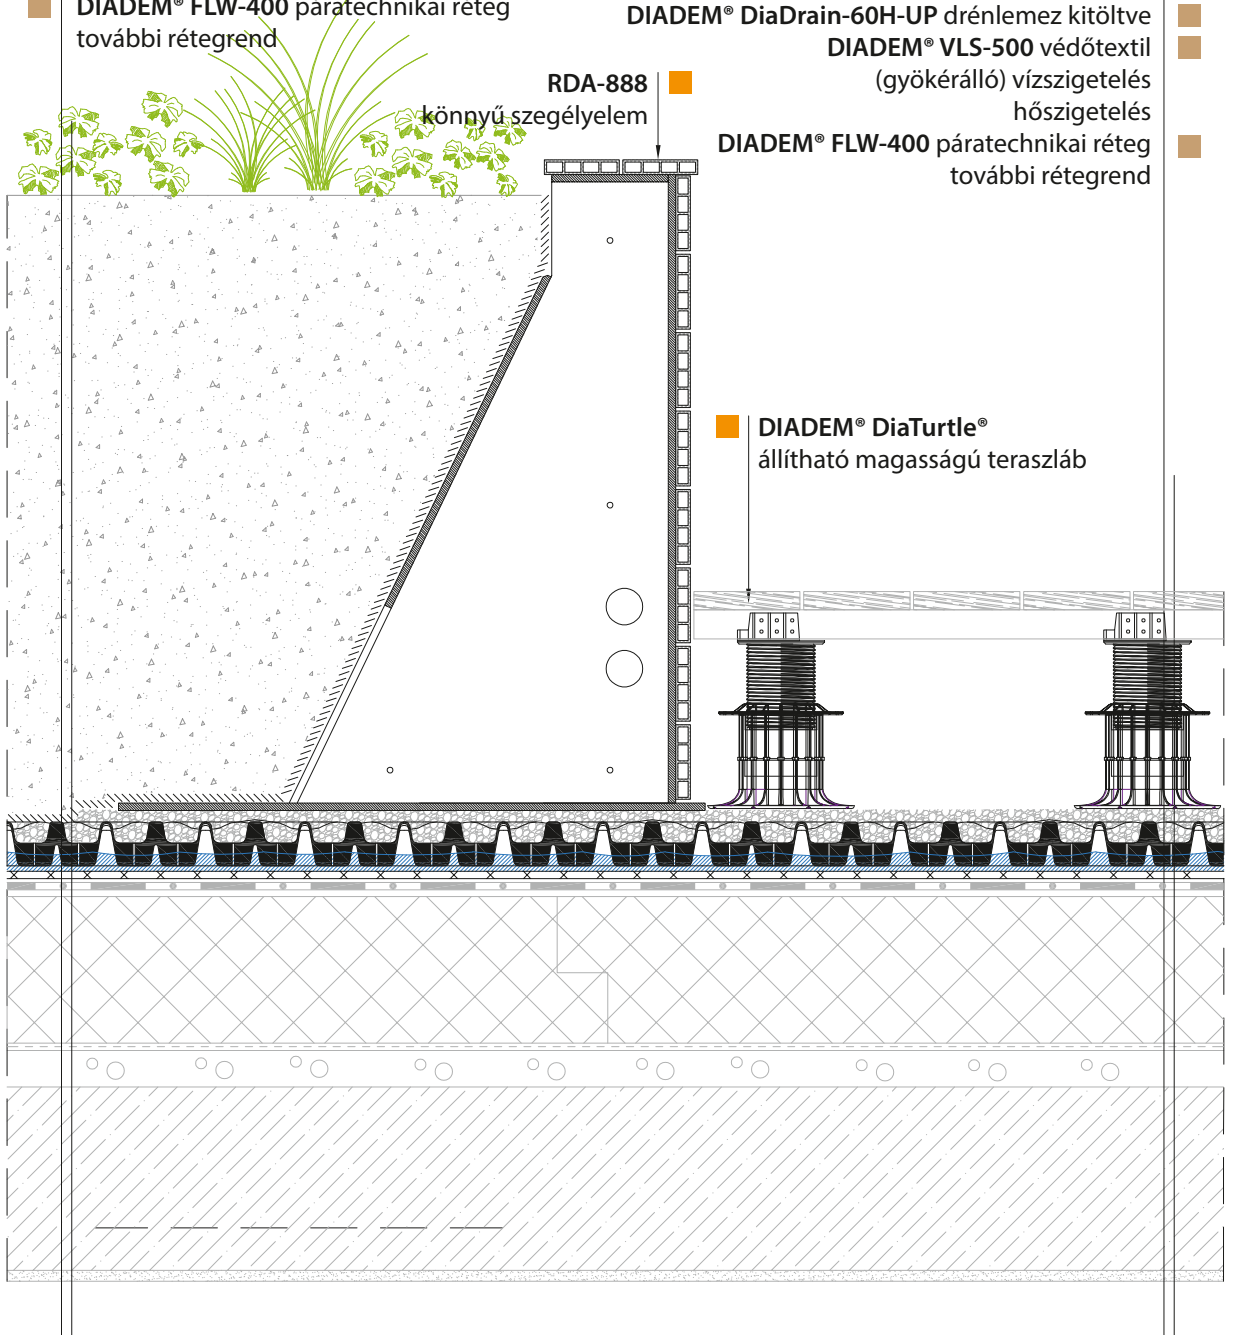 DIADEM® FLW-400 páratechnikai réteg
további rétegrend
DIADEM® DiaDrain-60H-UP drénlemez kitöltve
DIADEM® VLS-500 védőtextil
(gyökérálló) vízszigetelés
hőszigetelés
DIADEM® FLW-400 páratechnikai réteg
további rétegrend
RDA-888
könnyű szegélyelem
DIADEM® DiaTurtle®
állítható magasságú teraszláb